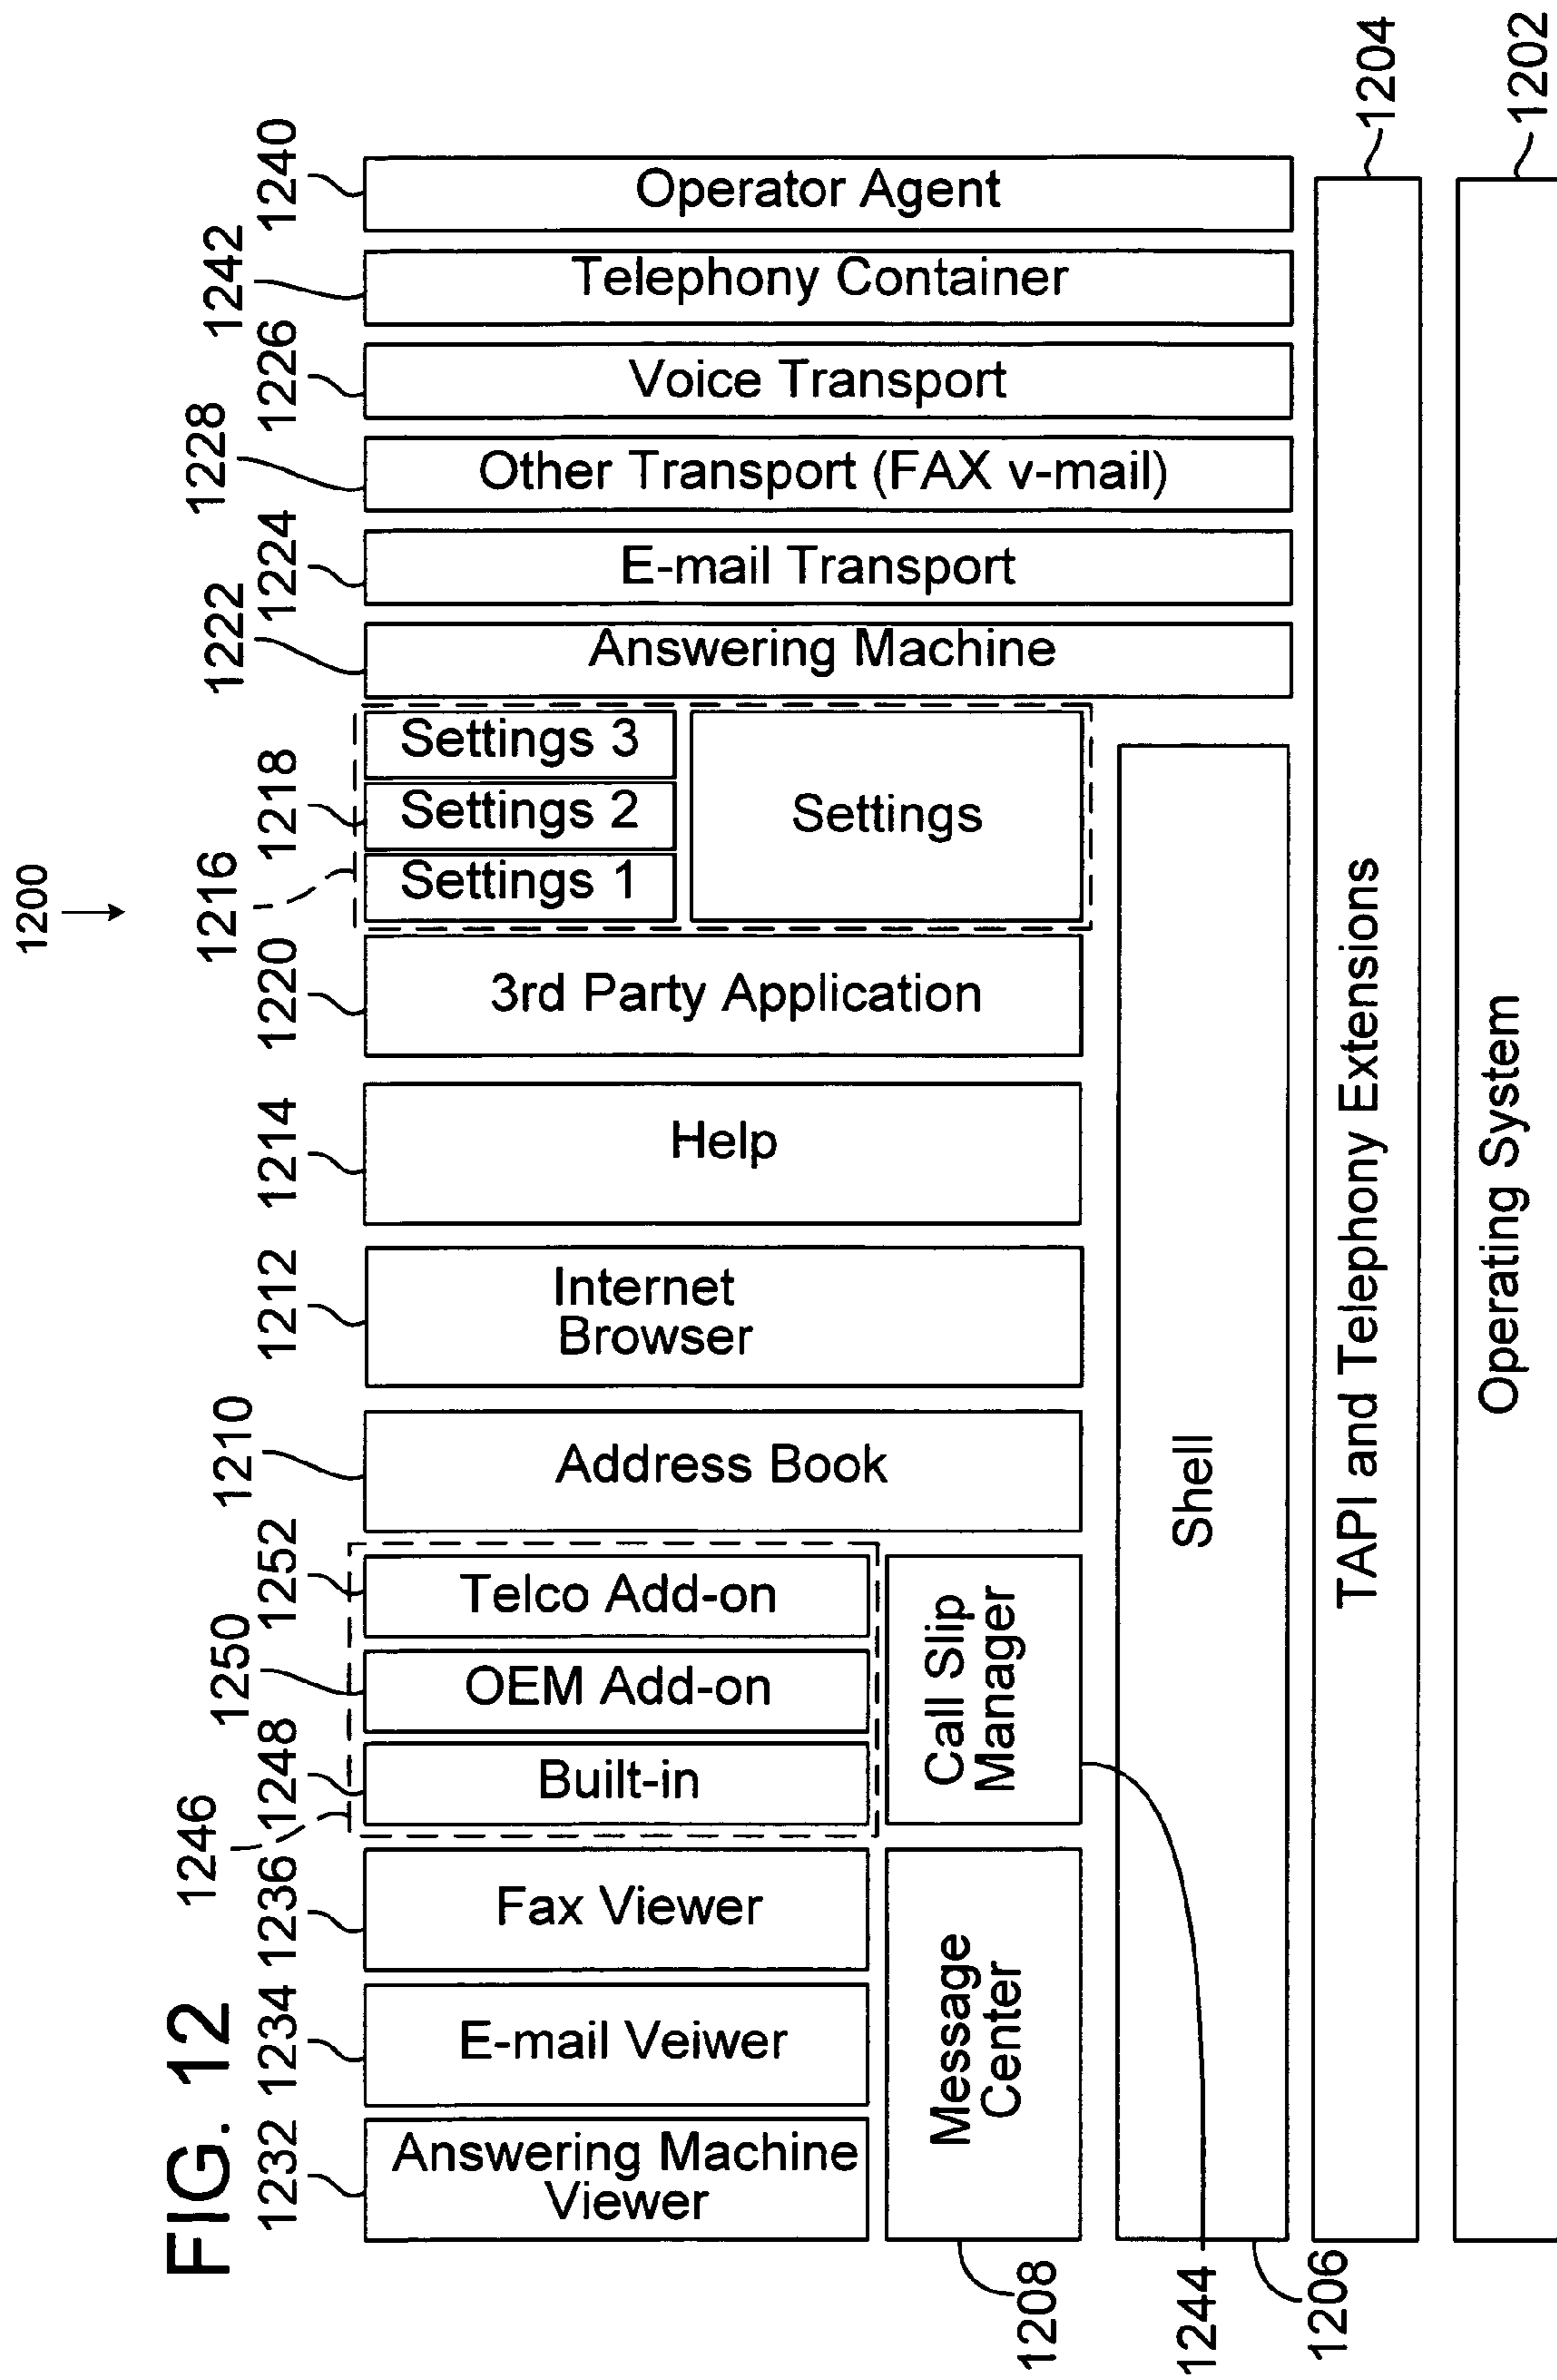 FIG. 12
1200
1232
1234
1236
1246
1248
1250
1252
1210
1212
1214
1220
1216
1218
1222
1224
1228
1226
1242
1240
Answering Machine
Viewer
E-mail Veiwer
Fax Viewer
Built-in
OEM Add-on
Telco Add-on
Address Book
Internet
Browser
Help
3rd Party Application
Settings 1
Settings 2
Settings 3
Settings
Answering Machine
E-mail Transport
Other Transport (FAX v-mail)
Voice Transport
Telephony Container
Operator Agent
Message
Center
Call Slip
Manager
1208
Shell
1244
1206
TAPI and Telephony Extensions
1204
Operating System
1202